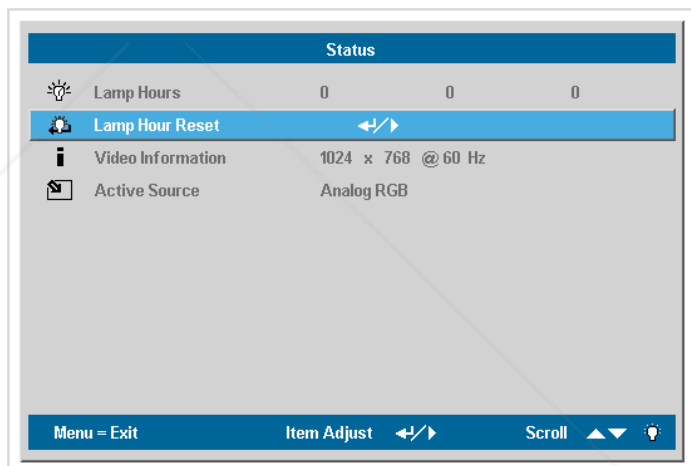 Status
Lamp Hours 0 0 0
Lamp Hour Reset
Video Information 1024 x 768 @ 60 Hz
Active Source Analog RGB
Menu = Exit Item Adjust Scroll